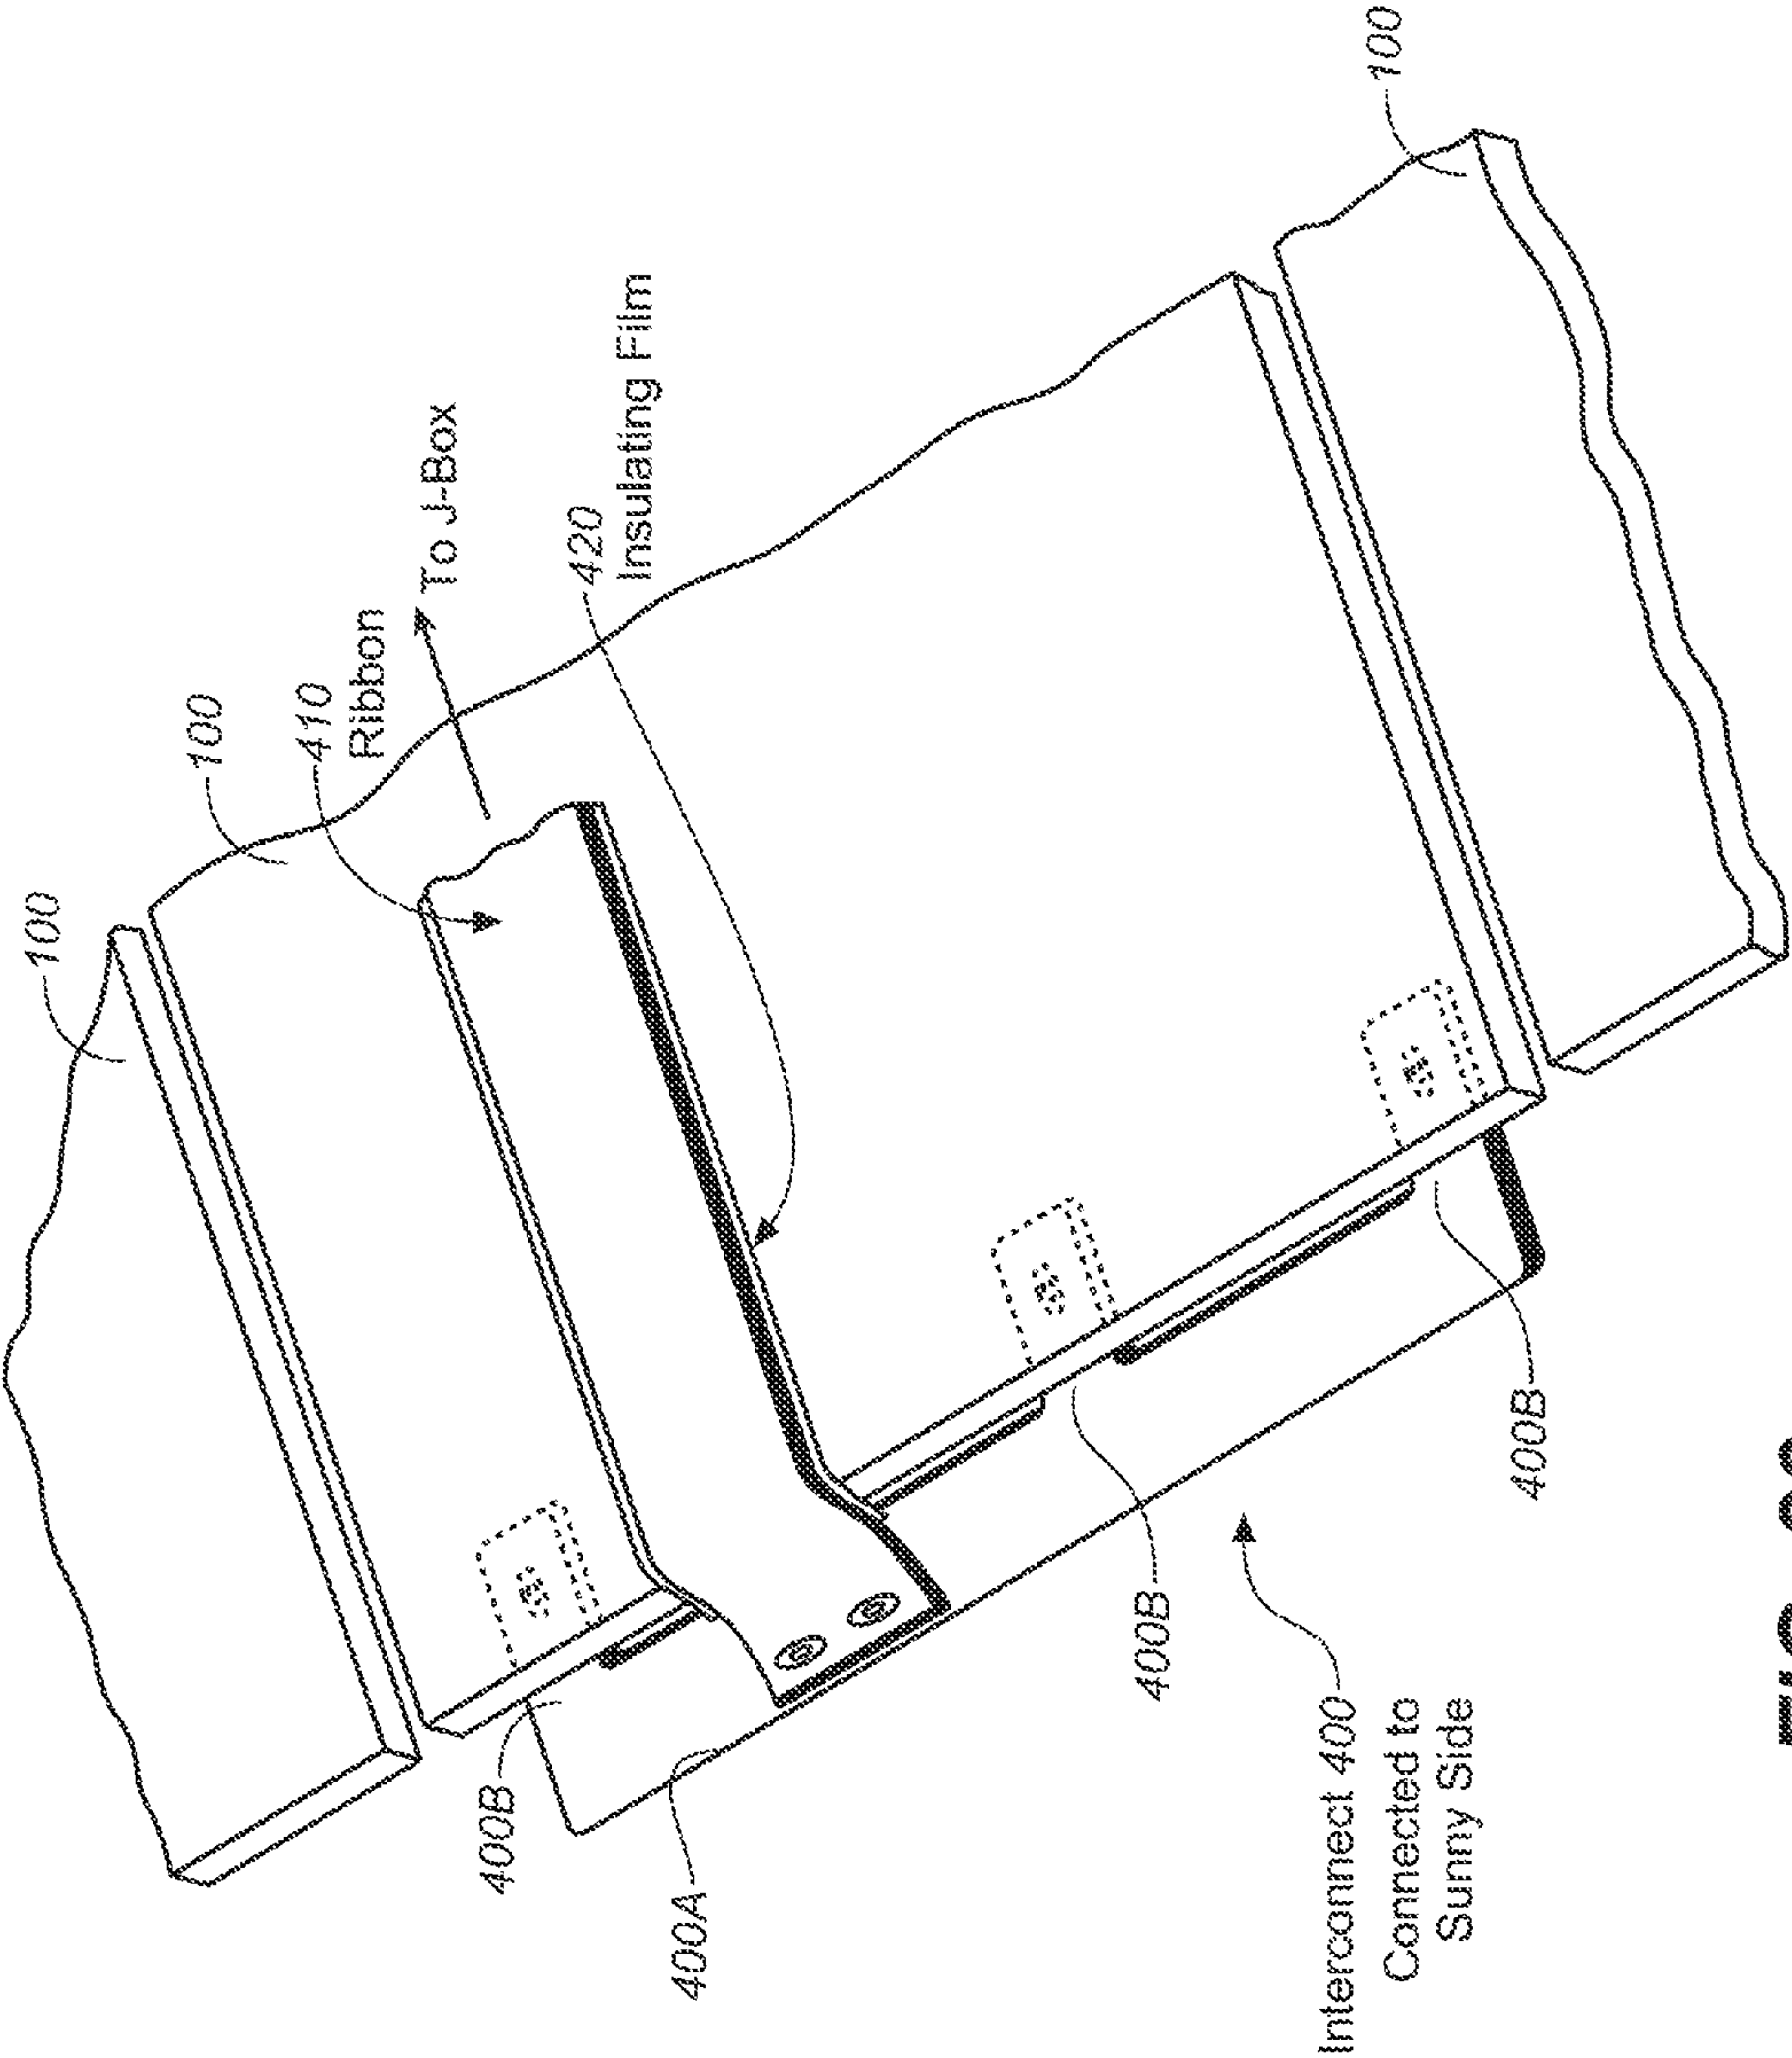 100
100
410
Ribbon
To J-Box
420
Insulating Film
100
400B
400A
400B
400B
Interconnect 400
Connected to
Sunny Side